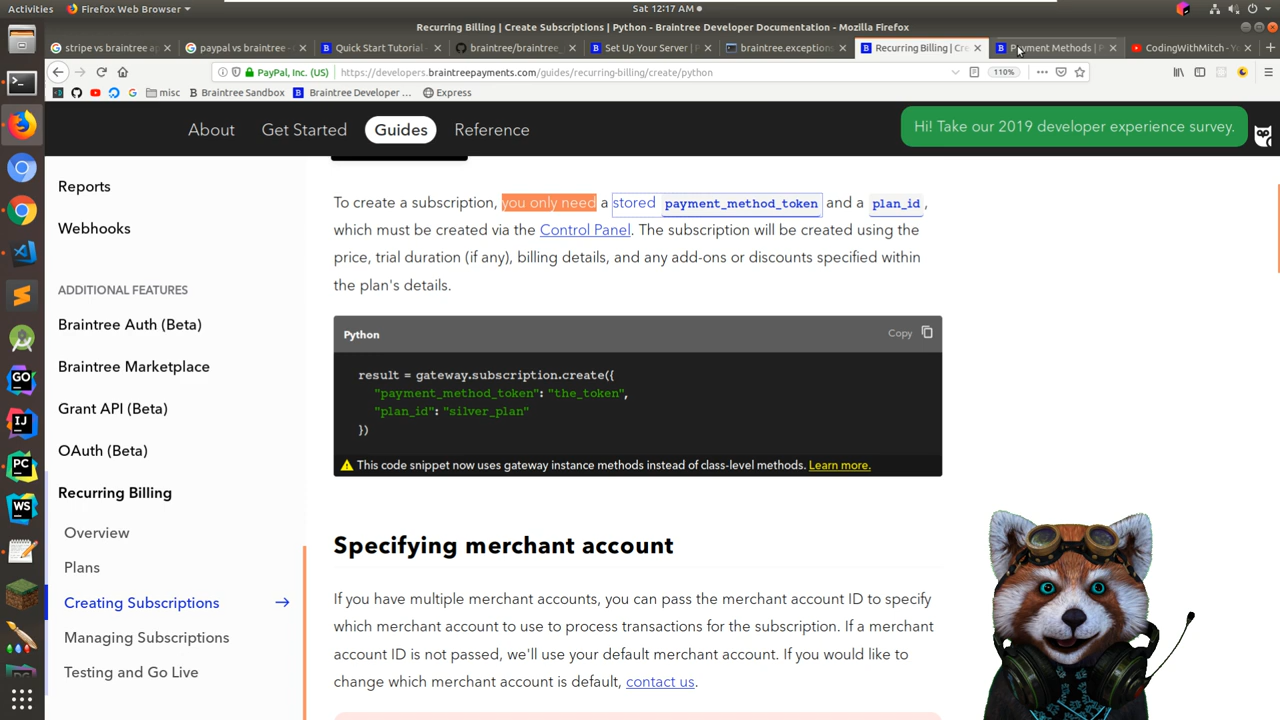 Activities
Firefox Web Browser
Sat 12:17 AM
Recurring Billing | Create Subscriptions | Python - Braintree Developer Documentation - Mozilla Firefox
stripe vs braintree a
paypal vs braintree -
Quick Start Tutorial -
braintree/braintree_
Set Up Your Server | P
braintree.exceptions
Recurring Billing | Cre
Payment Methods | P
CodingWithMitch - Y
PayPal, Inc. (US)
https://developers.braintreepayments.com/guides/recurring-billing/create/python
110%
misc
Braintree Sandbox
Braintree Developer ...
Express
About
Get Started
Guides
Reference
Hi! Take our 2019 developer experience survey.
Reports
Webhooks
ADDITIONAL FEATURES
Braintree Auth (Beta)
Braintree Marketplace
Grant API (Beta)
OAuth (Beta)
Recurring Billing
Overview
Plans
Creating Subscriptions
Managing Subscriptions
Testing and Go Live
To create a subscription, you only need a stored payment_method_token and a plan_id,
which must be created via the Control Panel. The subscription will be created using the
price, trial duration (if any), billing details, and any add-ons or discounts specified within
the plan's details.
Python
Copy
result = gateway.subscription.create({
"payment_method_token": "the_token",
"plan_id": "silver_plan"
})
This code snippet now uses gateway instance methods instead of class-level methods. Learn more.
Specifying merchant account
If you have multiple merchant accounts, you can pass the merchant account ID to specify
which merchant account to use to process transactions for the subscription. If a merchant
account ID is not passed, we'll use your default merchant account. If you would like to
change which merchant account is default, contact us.